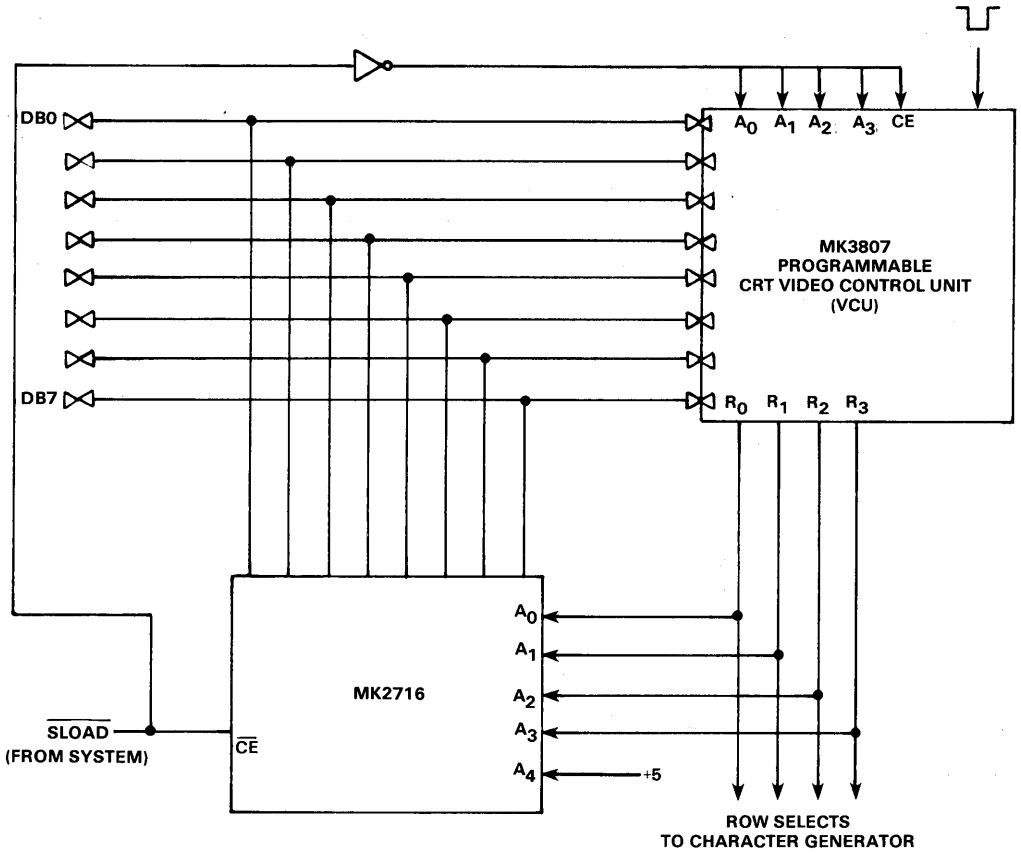 DB0
A0 A1 A2 A3 CE
MK3807
PROGRAMMABLE
CRT VIDEO CONTROL UNIT
(VCU)
DB7
R0 R1 R2 R3
A0
A1
MK2716
A2
SLOAD
A3
(FROM SYSTEM)
CE
A4
+5
ROW SELECTS
TO CHARACTER GENERATOR